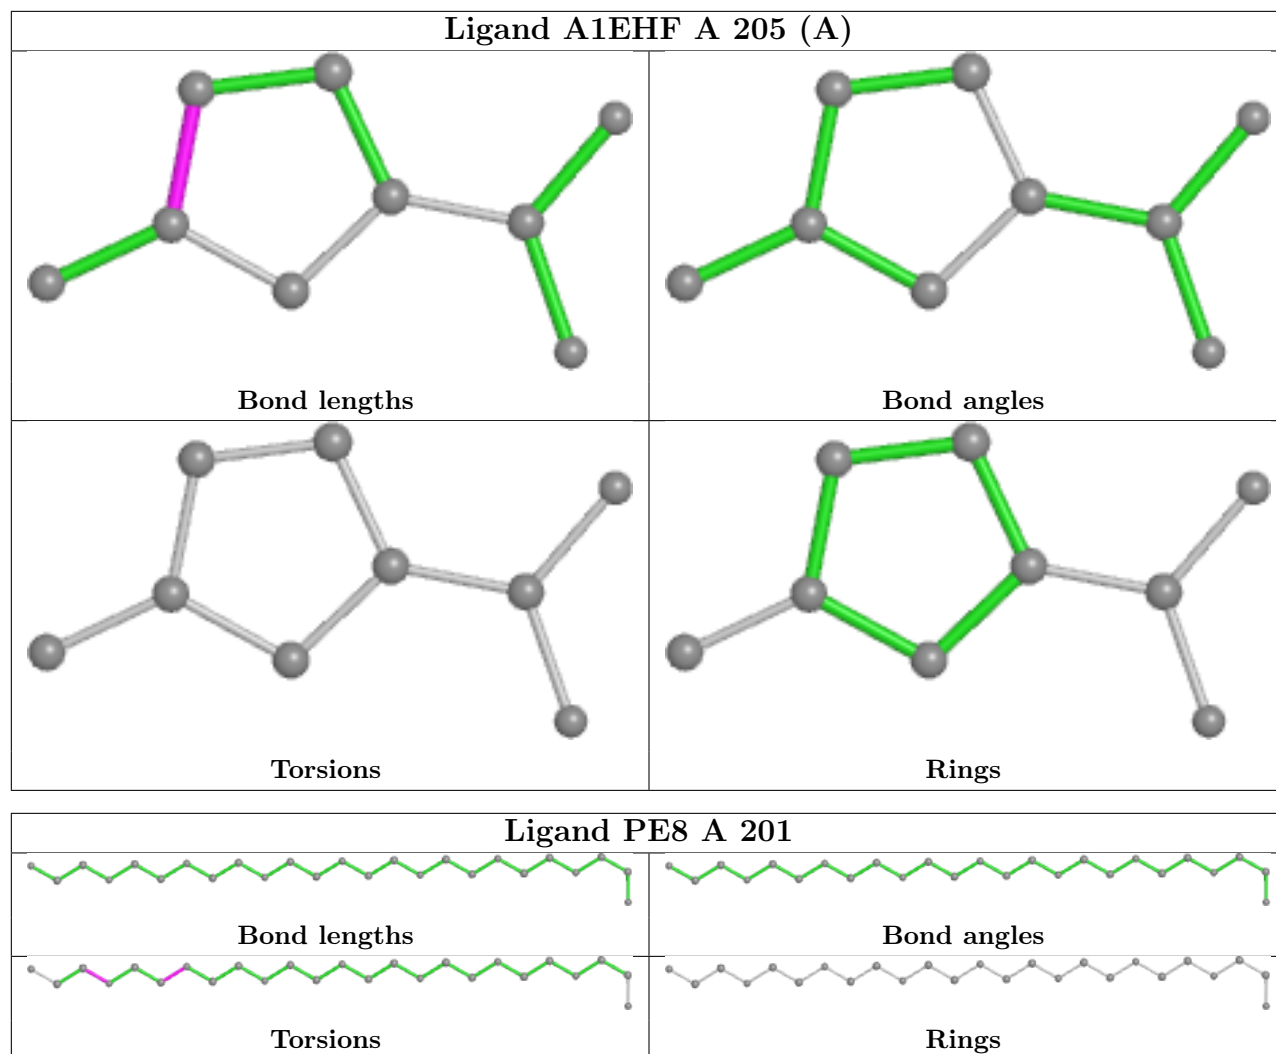 Ligand A1EHF A 205 (A)
Bond lengths
Bond angles
Torsions
Rings
Ligand PE8 A 201
Bond lengths
Bond angles
Torsions
Rings